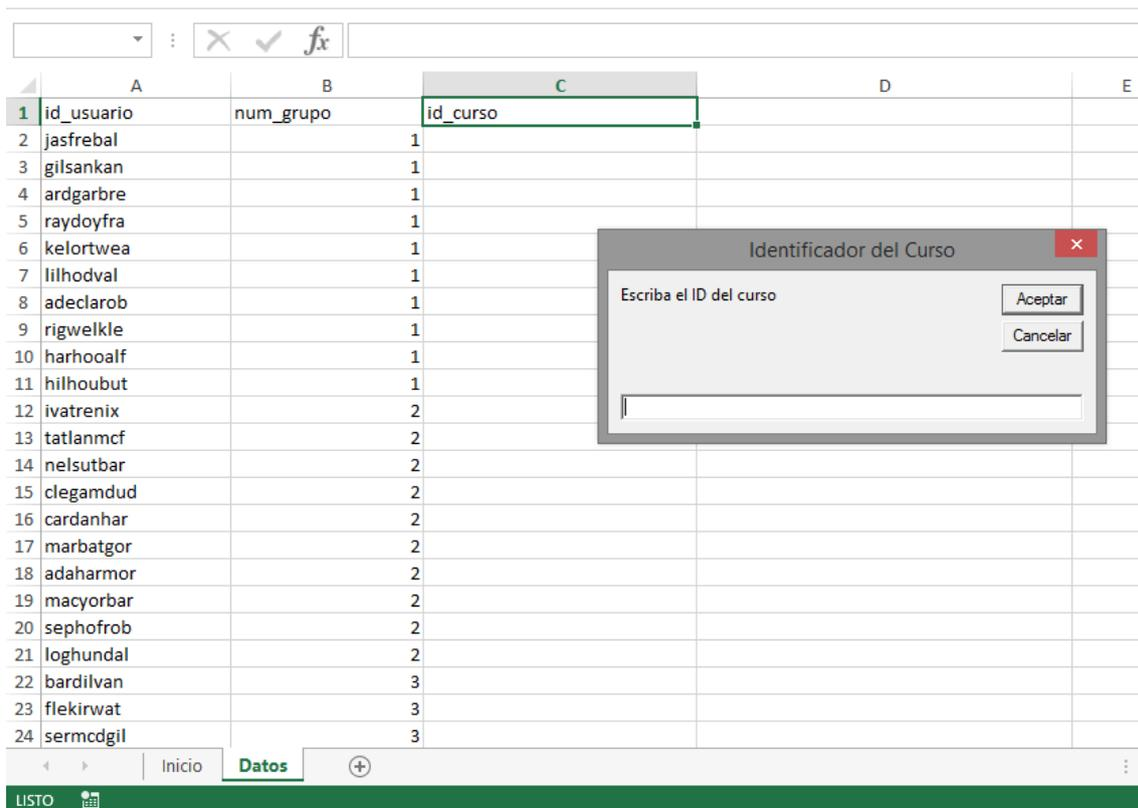 fx
A B C D E
1 id_usuario num_grupo id_curso
2 jasfrebal 1
3 gilsankan 1
4 ardgarbre 1
5 raydoyfra 1
6 kelortwea 1
Identificador del Curso
7 lilhodval 1
Escriba el ID del curso
Aceptar
8 adeclarob 1
9 rigwelkle 1
Cancelar
10 harhooalf 1
11 hilhoubut 1
12 ivatrenix 2
13 tatlanmcf 2
14 nelsutbar 2
15 clegamdud 2
16 cardanhar 2
17 marbatgor 2
18 adaharmor 2
19 macyorbar 2
20 sephofrob 2
21 loghundal 2
22 bardilvan 3
23 flekirwat 3
24 sermcdgil 3
Inicio Datos
LISTO